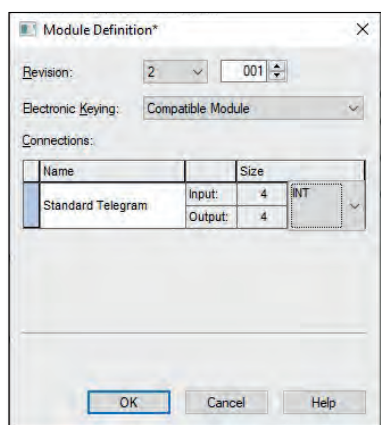 Module Definition*
Revision: 2 001
Electronic Keying: Compatible Module
Connections:
Name Size
Standard Telegram Input: 4 INT
Output: 4
OK Cancel Help